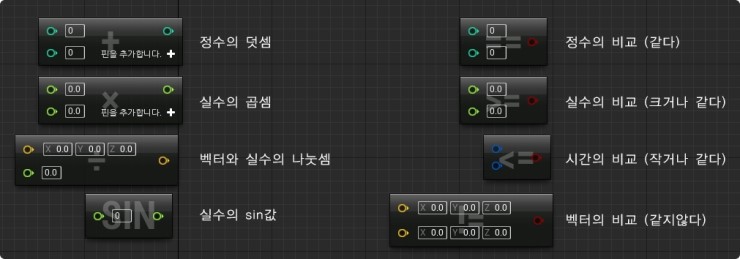 0
+
0
핀을 추가합니다. +
정수의 덧셈
0
==
0
정수의 비교 (같다)
0.0
×
0.0
핀을 추가합니다. +
실수의 곱셈
0.0
>=
0.0
실수의 비교 (크거나 같다)
X 0.0 Y 0.0 Z 0.0
÷
0.0
벡터와 실수의 나눗셈
<=
시간의 비교 (작거나 같다)
SIN
0
실수의 sin값
X 0.0 Y 0.0 Z 0.0
!=
X 0.0 Y 0.0 Z 0.0
벡터의 비교 (같지않다)